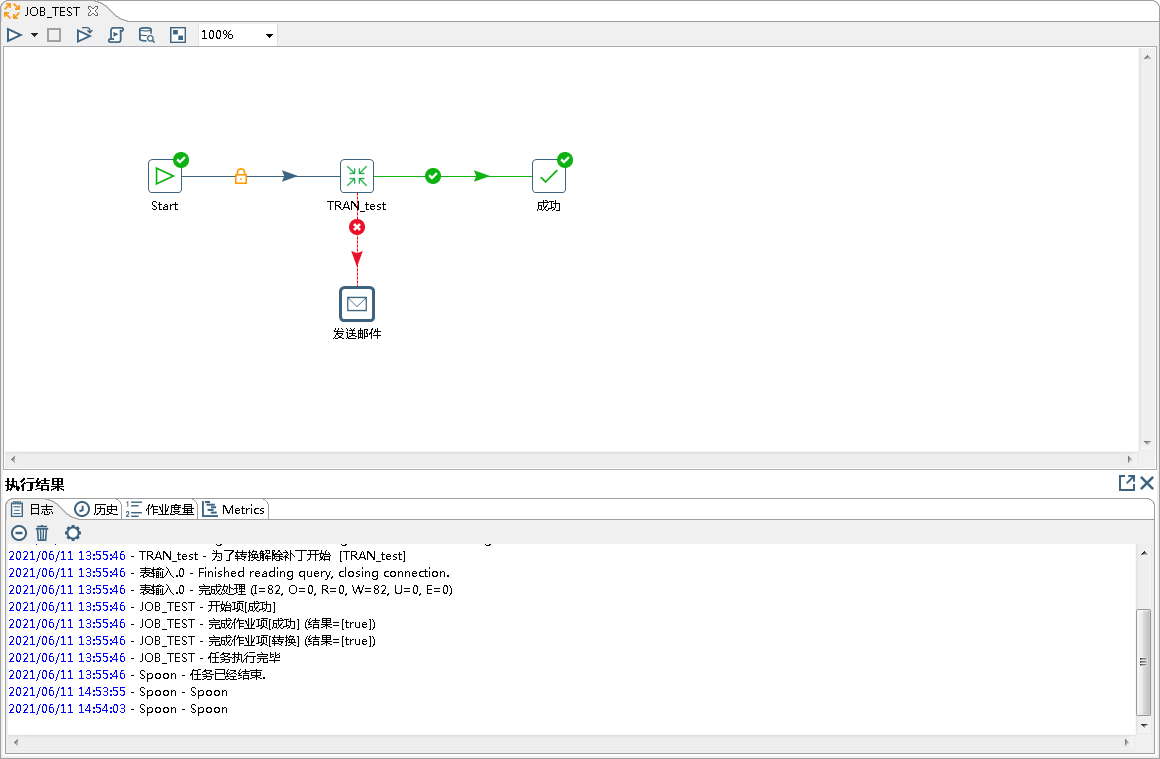 JOB_TEST
100%
Start
TRAN_test
成功
发送邮件
执行结果
日志 历史 作业度量 Metrics
2021/06/11 13:55:46 - TRAN_test - 为了转换解除补丁开始 [TRAN_test]
2021/06/11 13:55:46 - 表输入.0 - Finished reading query, closing connection.
2021/06/11 13:55:46 - 表输入.0 - 完成处理 (I=82, O=0, R=0, W=82, U=0, E=0)
2021/06/11 13:55:46 - JOB_TEST - 开始项[成功]
2021/06/11 13:55:46 - JOB_TEST - 完成作业项[成功] (结果=[true])
2021/06/11 13:55:46 - JOB_TEST - 完成作业项[转换] (结果=[true])
2021/06/11 13:55:46 - JOB_TEST - 任务执行完毕
2021/06/11 13:55:46 - Spoon - 任务已经结束.
2021/06/11 14:53:55 - Spoon - Spoon
2021/06/11 14:54:03 - Spoon - Spoon